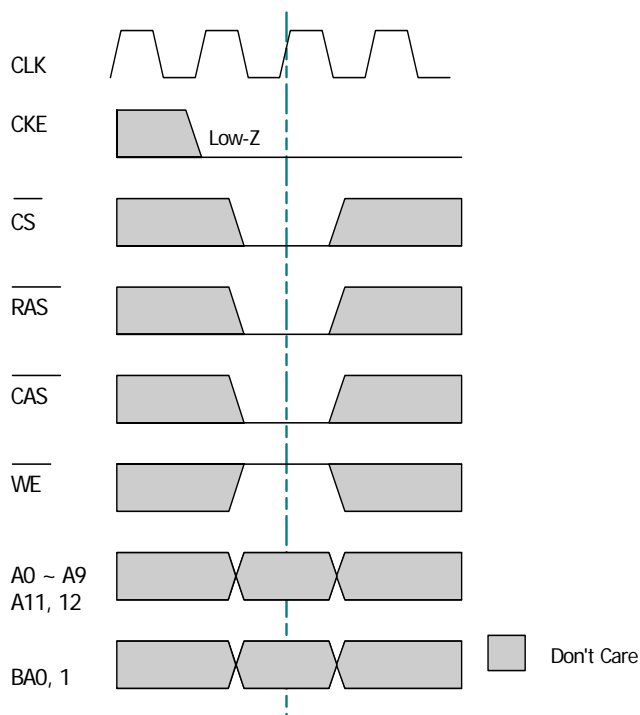 CLK
CKE
Low-Z
CS
RAS
CAS
WE
A0 ~ A9
A11, 12
BA0, 1
Don't Care